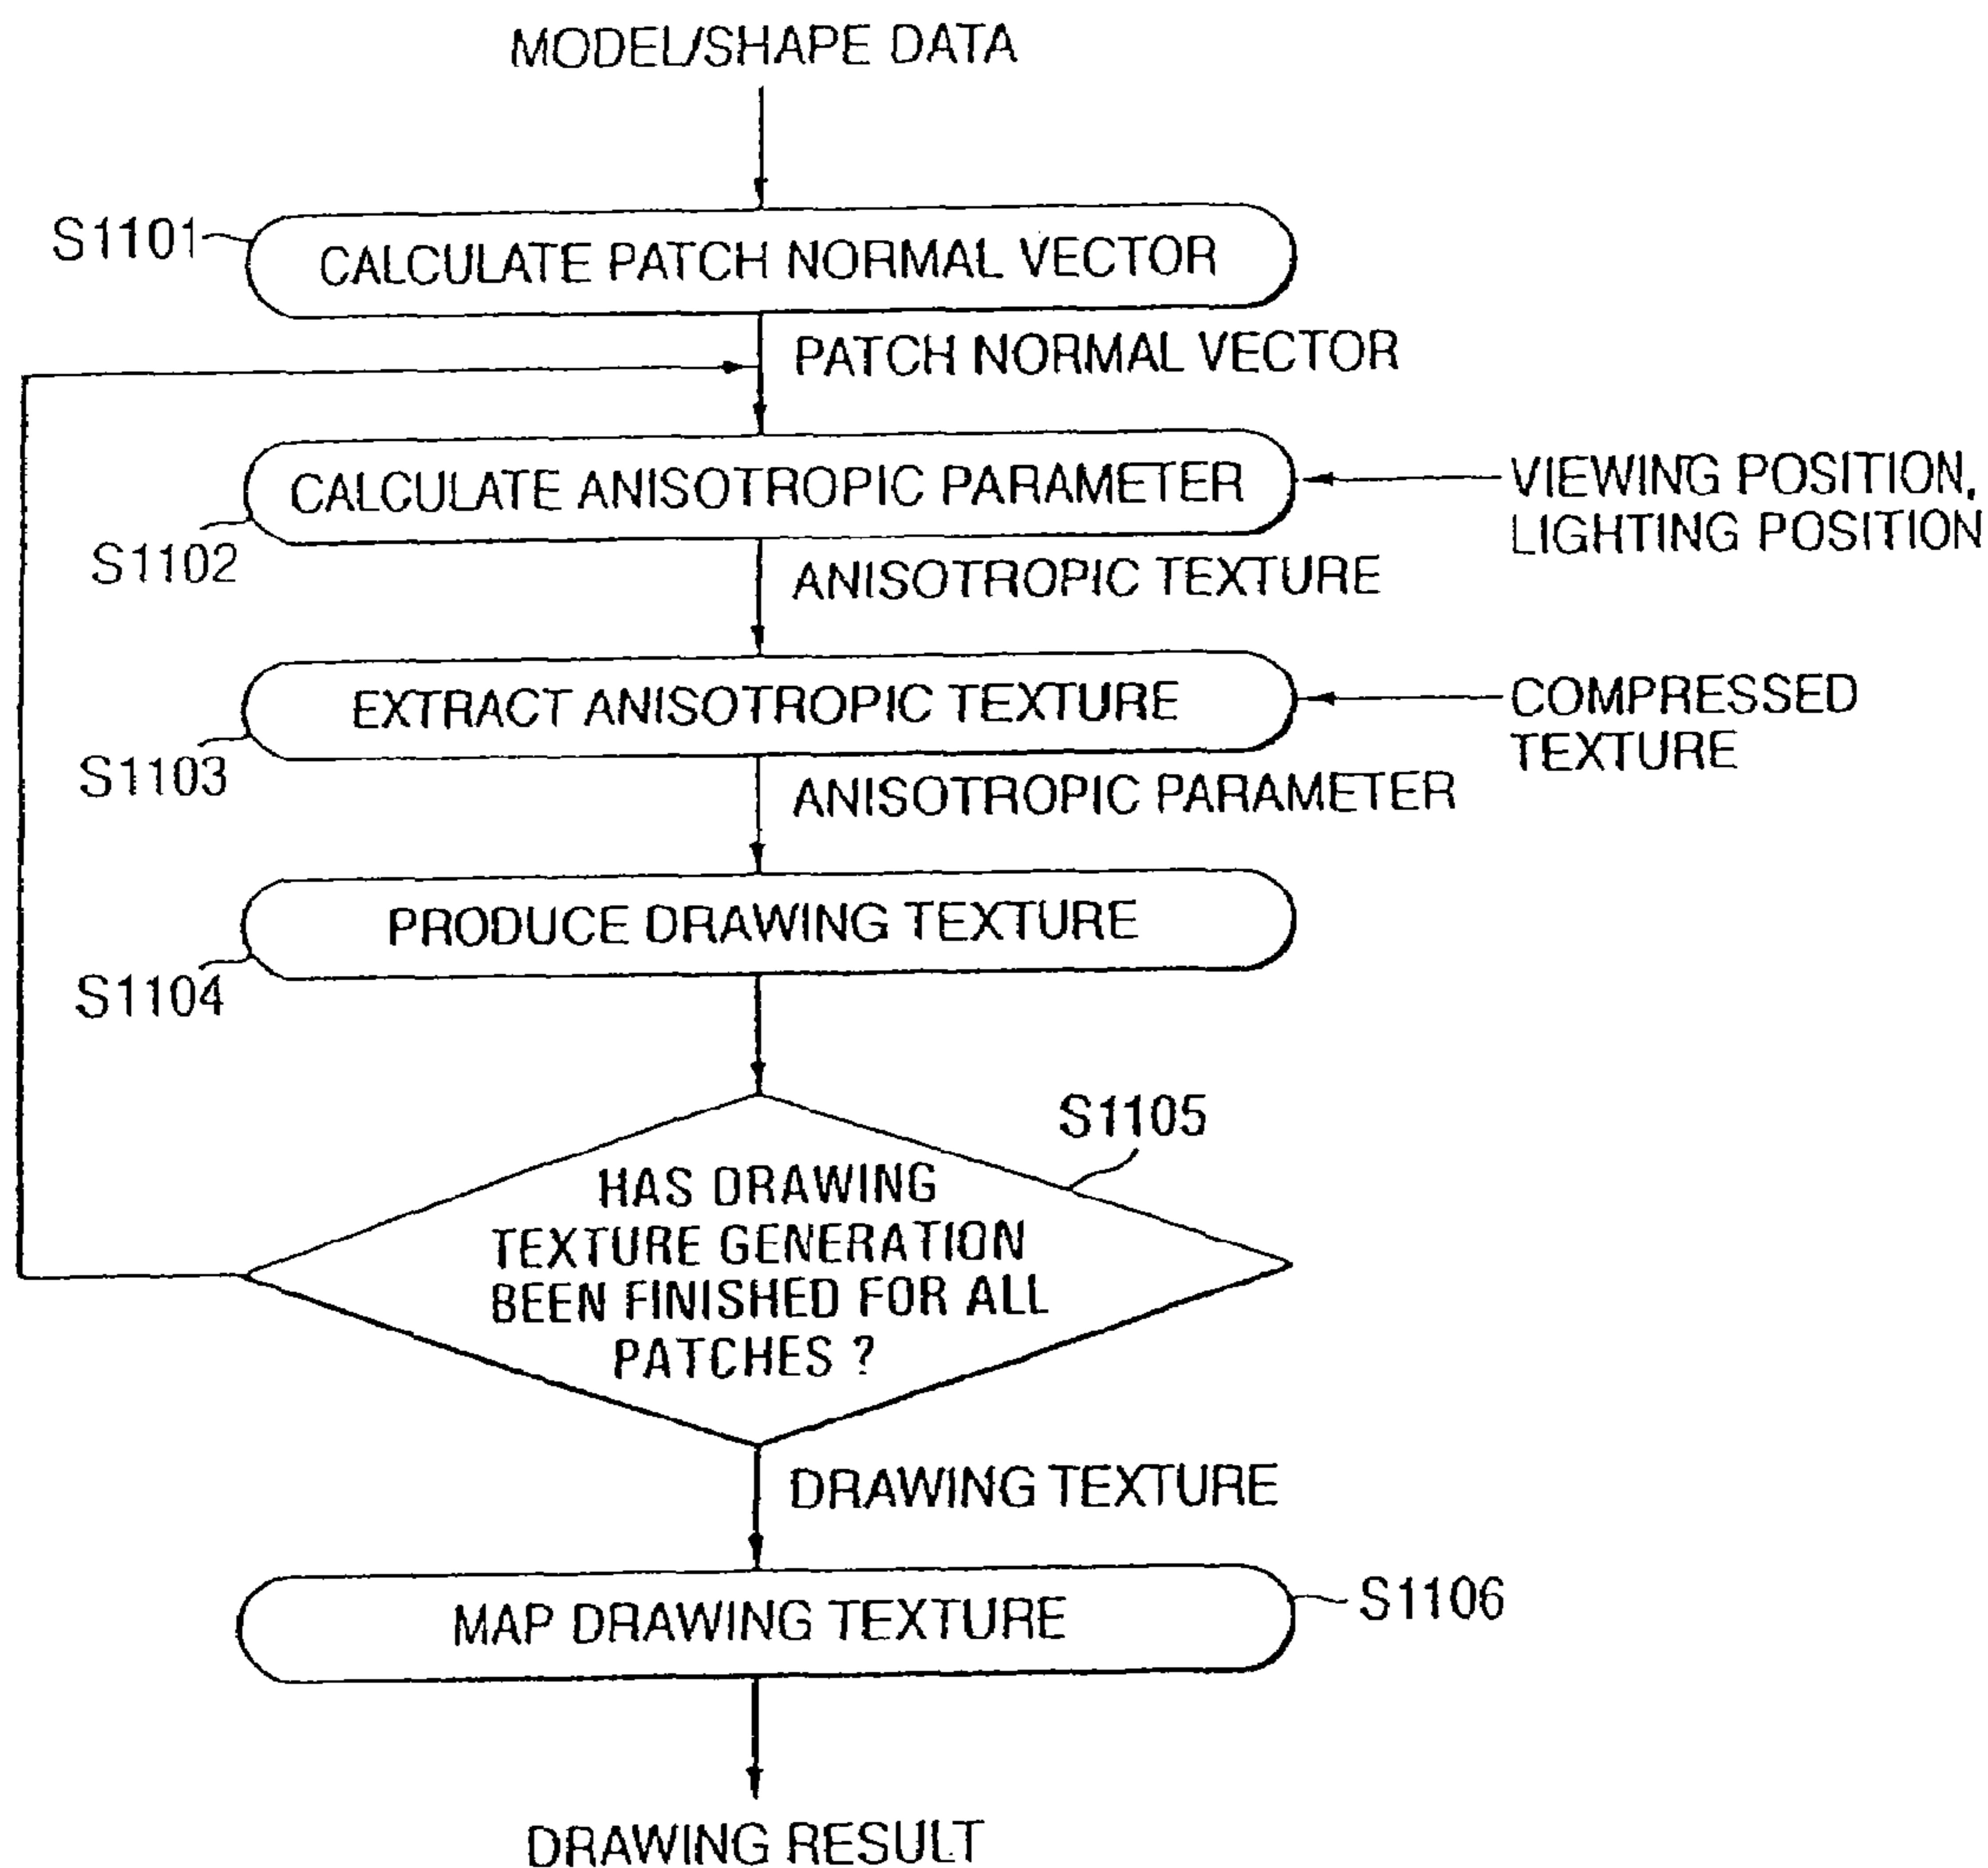 MODEL/SHAPE DATA
S1101
CALCULATE PATCH NORMAL VECTOR
PATCH NORMAL VECTOR
CALCULATE ANISOTROPIC PARAMETER
VIEWING POSITION,
LIGHTING POSITION
S1102
ANISOTROPIC TEXTURE
EXTRACT ANISOTROPIC TEXTURE
COMPRESSED
TEXTURE
S1103
ANISOTROPIC PARAMETER
PRODUCE DRAWING TEXTURE
S1104
S1105
HAS DRAWING
TEXTURE GENERATION
BEEN FINISHED FOR ALL
PATCHES ?
DRAWING TEXTURE
MAP DRAWING TEXTURE
S1106
DRAWING RESULT